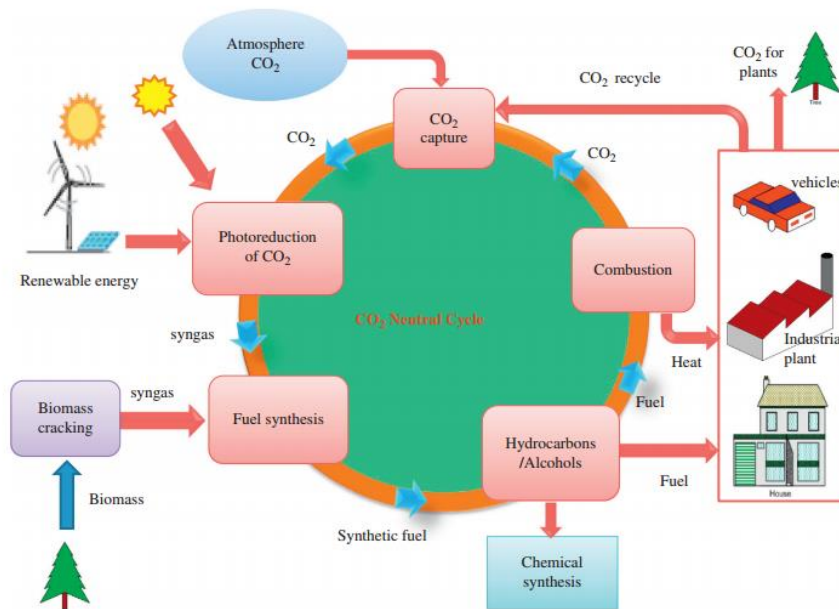 Atmosphere
CO₂
CO₂ for
plants
Tree
CO₂ recycle
CO₂
capture
CO₂
CO₂
vehicles
Photoreduction
of CO₂
Renewable energy
Combustion
CO₂ Neutral Cycle
syngas
Industrial
plant
Heat
syngas
Biomass
cracking
Fuel synthesis
Fuel
Hydrocarbons
/Alcohols
Fuel
House
Biomass
Synthetic fuel
Chemical
synthesis